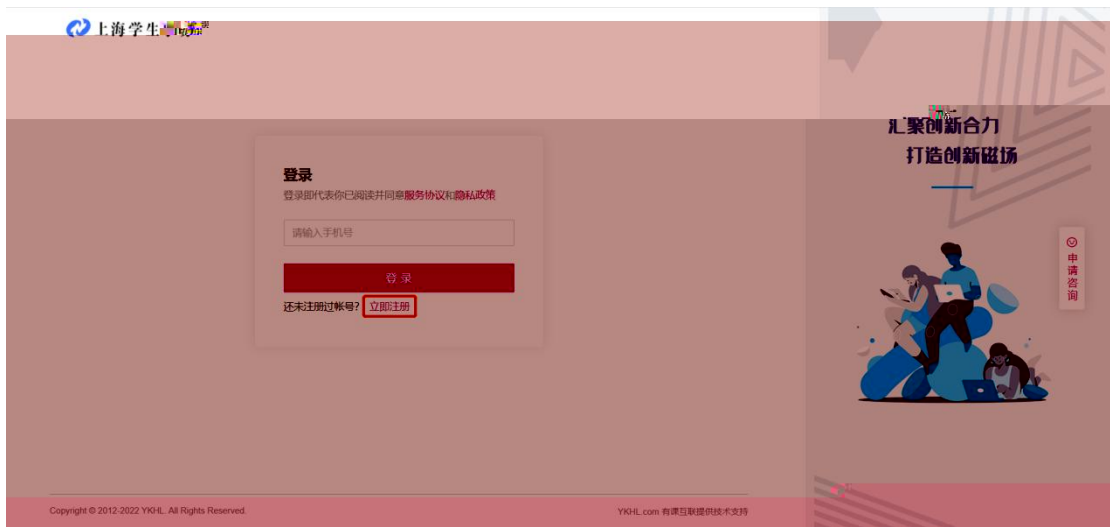 上海学生
登录
登录即代表你已阅读并同意服务协议和隐私政策
请输入手机号
登录
还未注册过帐号? 立即注册
汇聚创新合力
打造创新磁场
申请咨询
Copyright © 2012-2022 YKHL. All Rights Reserved.
YKHL.com 有课互联提供技术支持